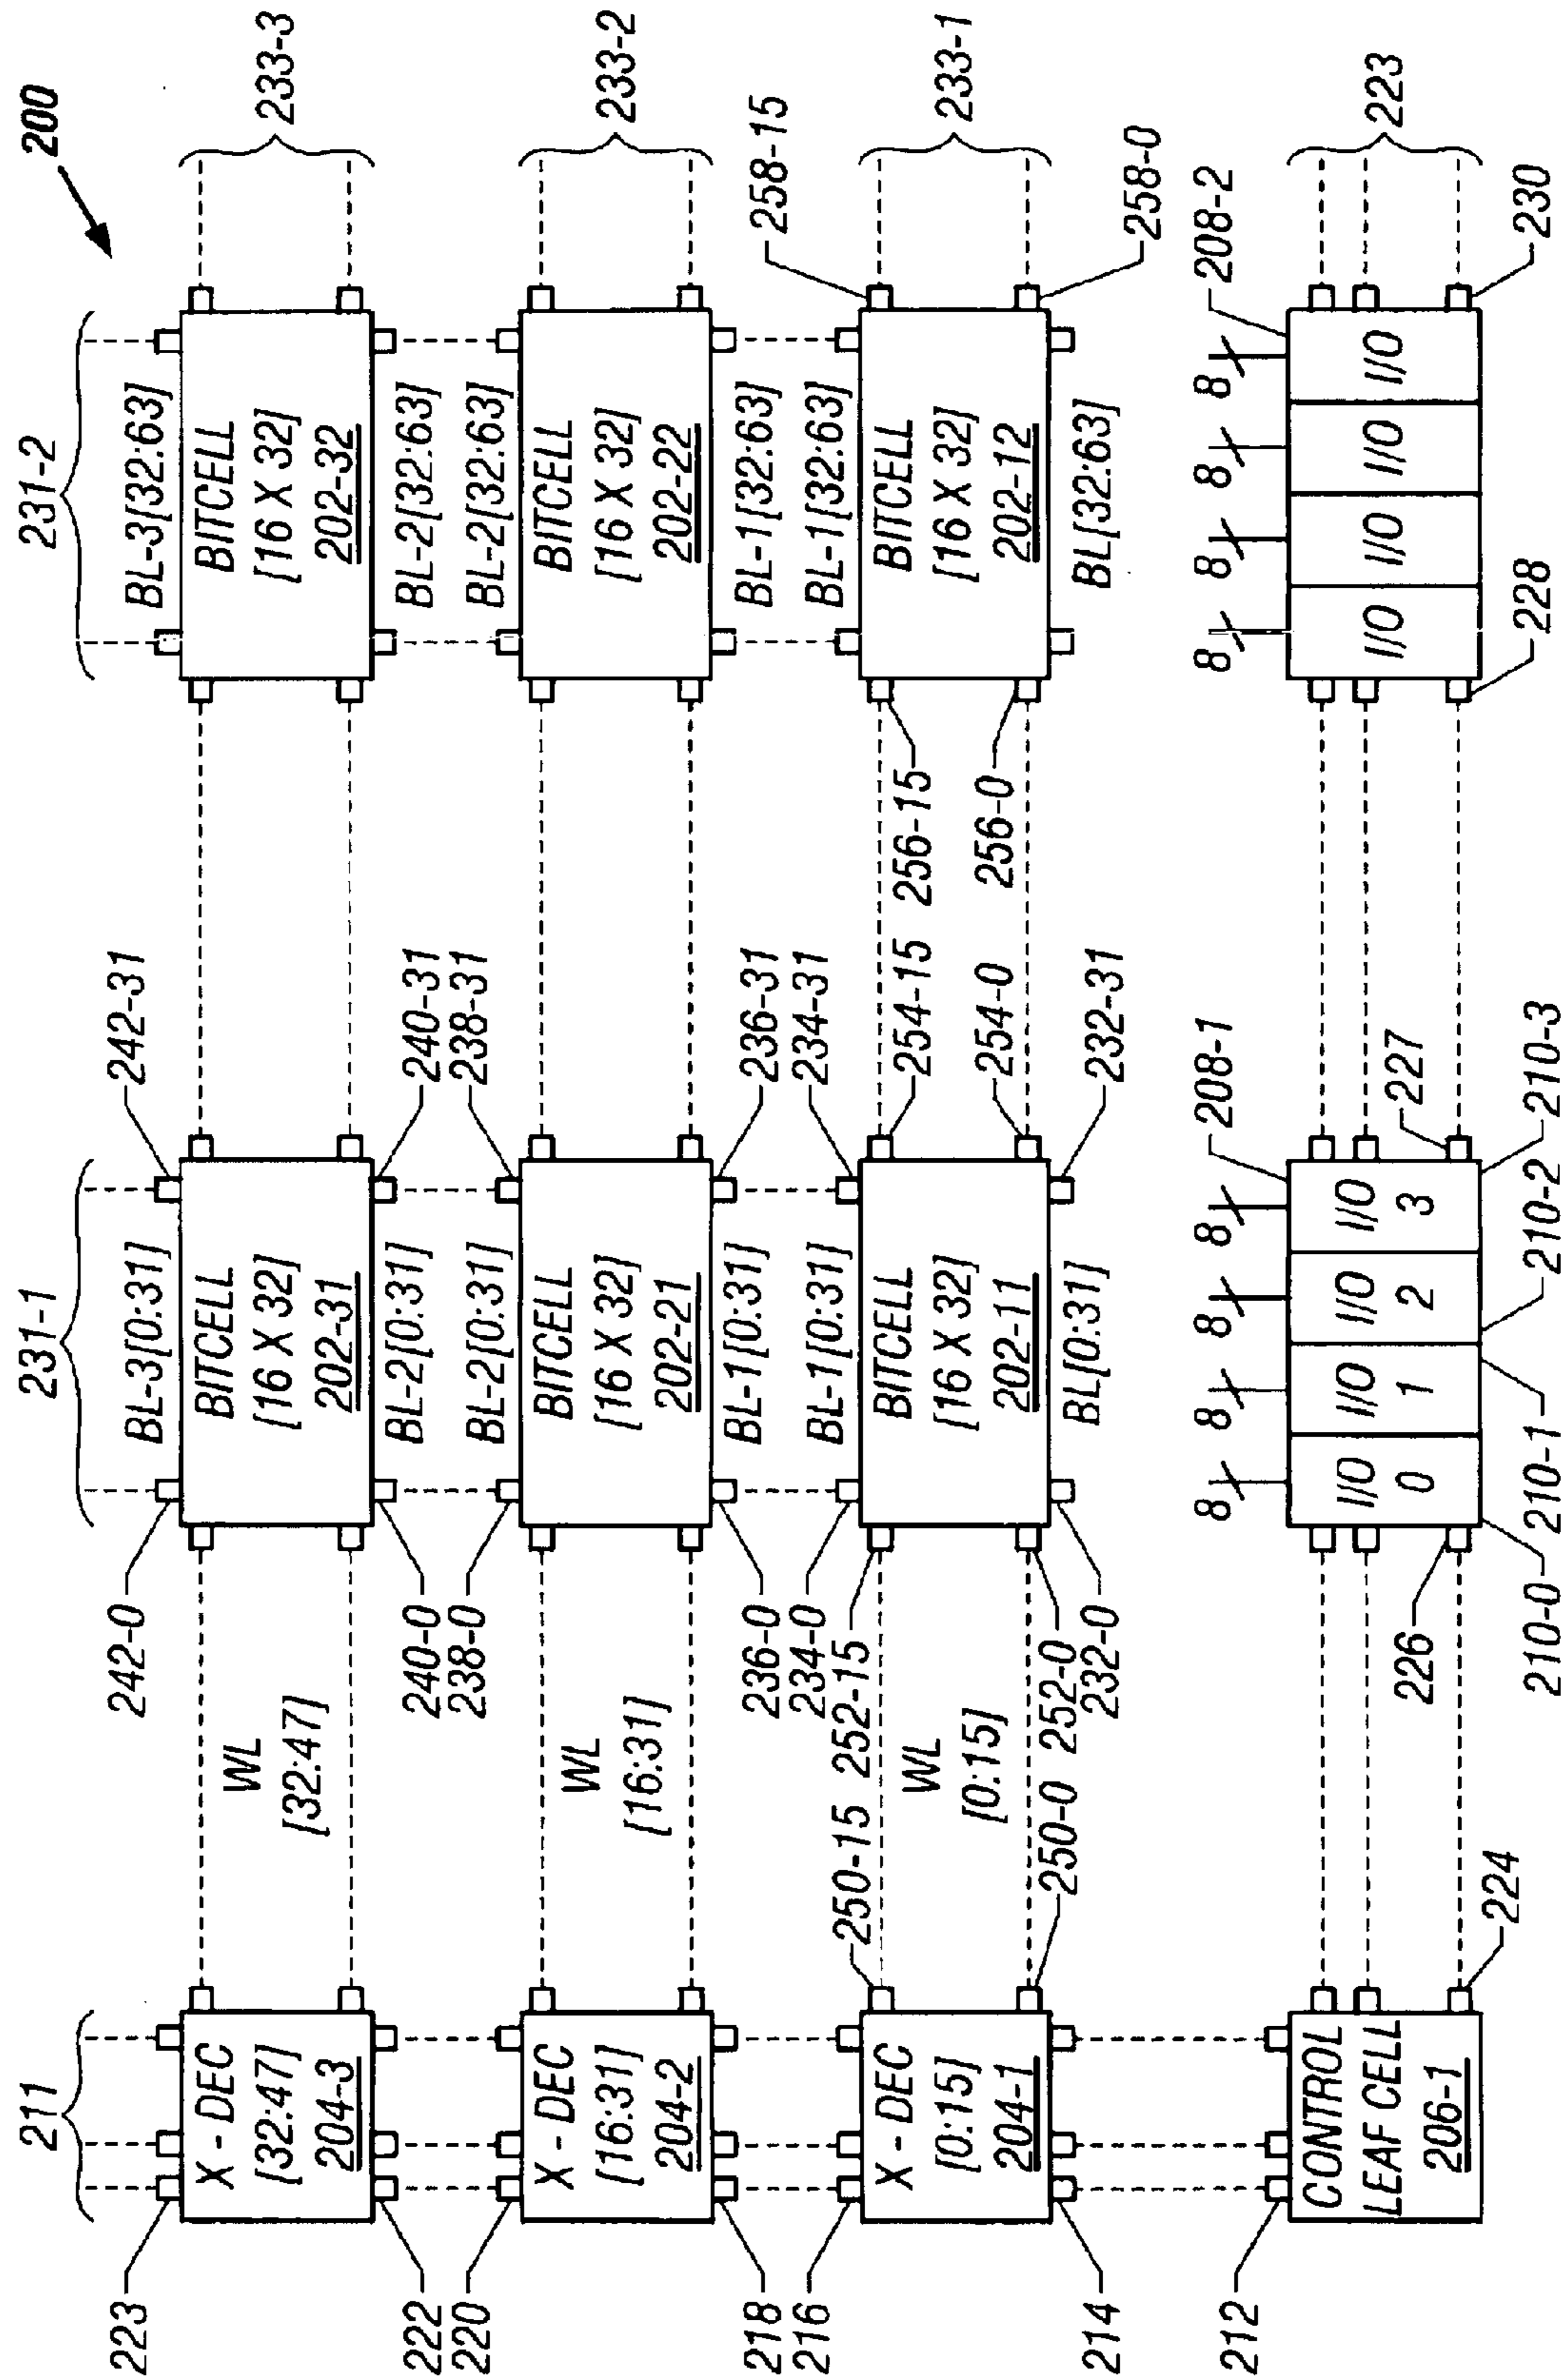 200
211
231-1
231-2
223
242-0
242-31
BL-3[0:31]
BL-3[32:63]
X - DEC
[32:47]
204-3
WL
[32:47]
BITCELL
[16 X 32]
202-31
BITCELL
[16 X 32]
202-32
233-3
222
240-0
BL-2[0:31]
240-31
BL-2[32:63]
220
238-0
BL-2[0:31]
238-31
BL-2[32:63]
X - DEC
[16:31]
204-2
WL
[16:31]
BITCELL
[16 X 32]
202-21
BITCELL
[16 X 32]
202-22
233-2
218
236-0
BL-1[0:31]
236-31
BL-1[32:63]
216
234-0
BL-1[0:31]
234-31
BL-1[32:63]
258-15
250-15 252-15
254-15 256-15
X - DEC
[0:15]
204-1
WL
[0:15]
BITCELL
[16 X 32]
202-11
BITCELL
[16 X 32]
202-12
233-1
254-0 256-0
250-0 252-0
214
232-0
BL[0:31]
232-31
BL[32:63]
258-0
212
8 8 8 8
208-1
8 8 8 8
208-2
CONTROL
LEAF CELL
206-1
I/O I/O I/O I/O
0 1 2 3
I/O I/O I/O I/O
223
226
227
224
228
230
210-0 210-1 210-2 210-3